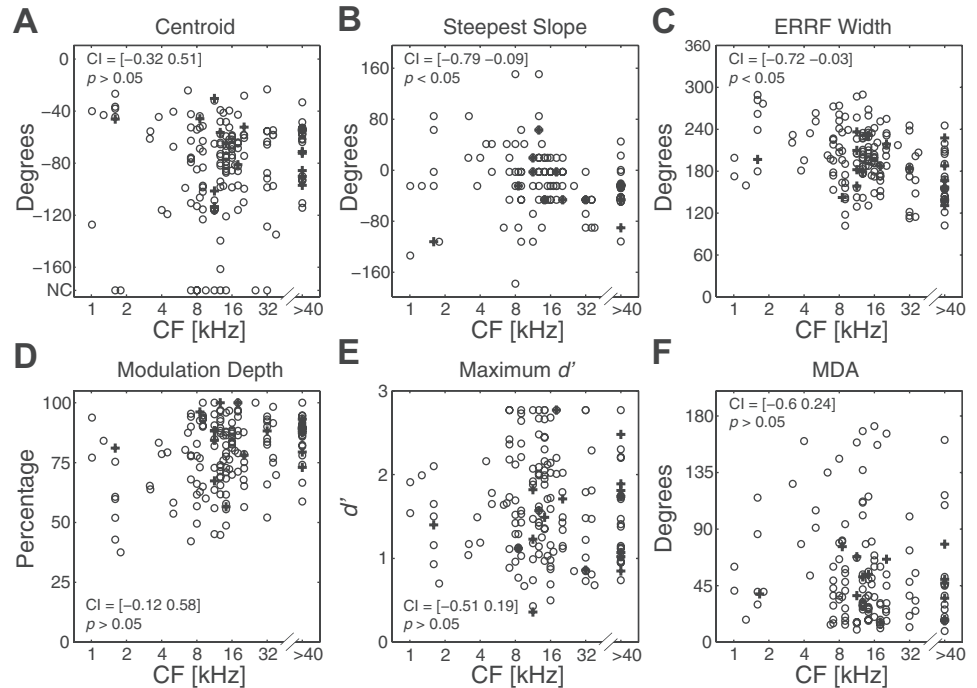 A
Centroid
CI = [-0.32 0.51]
p > 0.05
Degrees
0
−40
−80
−120
−160
NC
1 2 4 8 16 32 >40
CF [kHz]
B
Steepest Slope
CI = [-0.79 -0.09]
p < 0.05
Degrees
160
80
0
−80
−160
1 2 4 8 16 32 >40
CF [kHz]
C
ERRF Width
CI = [-0.72 -0.03]
p < 0.05
Degrees
360
300
240
180
120
60
0
1 2 4 8 16 32 >40
CF [kHz]
D
Modulation Depth
Percentage
100
75
50
25
0
CI = [-0.12 0.58]
p > 0.05
1 2 4 8 16 32 >40
CF [kHz]
E
Maximum d'
d'
3
2
1
0
CI = [-0.51 0.19]
p > 0.05
1 2 4 8 16 32 >40
CF [kHz]
F
MDA
CI = [-0.6 0.24]
p > 0.05
Degrees
180
135
90
45
0
1 2 4 8 16 32 >40
CF [kHz]